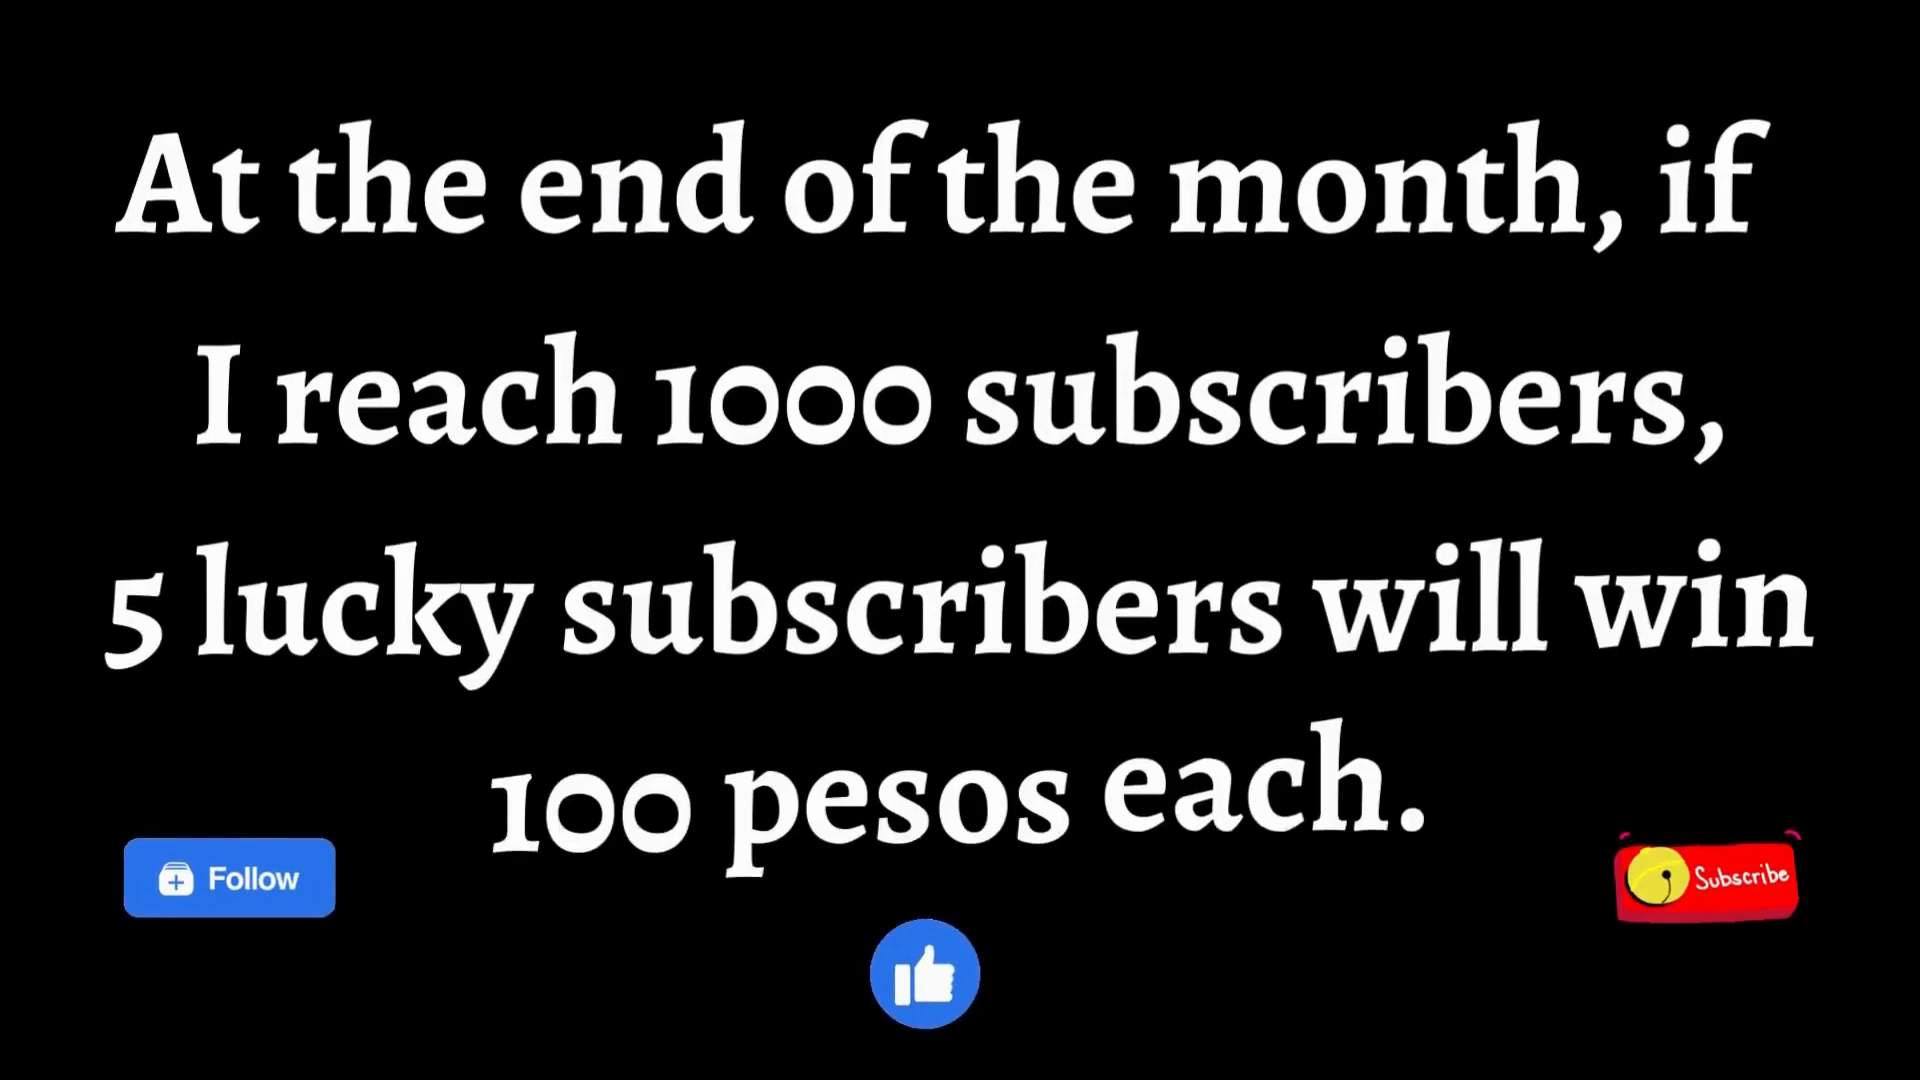 At the end of the month, if
I reach 1000 subscribers,
5 lucky subscribers will win
100 pesos each.
Follow
Subscribe